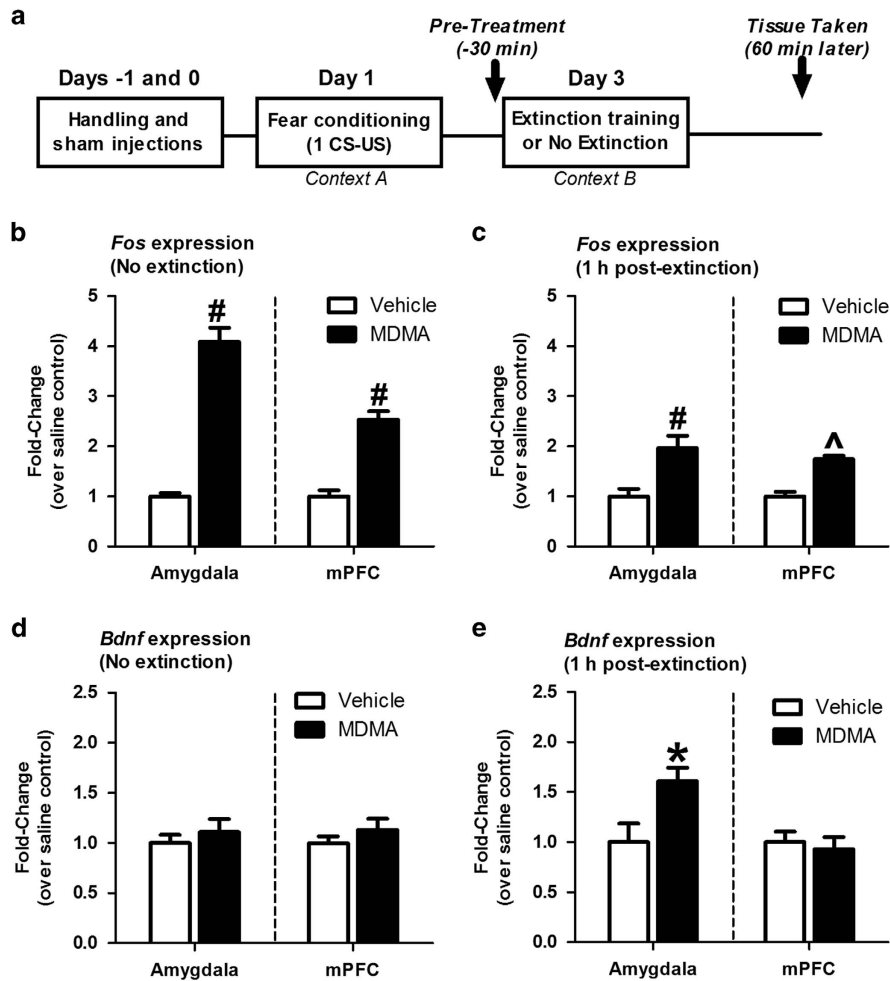 a
Pre-Treatment
(-30 min)
Tissue Taken
(60 min later)
Days -1 and 0
Day 1
Day 3
Handling and
sham injections
Fear conditioning
(1 CS-US)
Extinction training
or No Extinction
Context A
Context B
b
Fos expression
(No extinction)
Fold-Change
(over saline control)
5
4
3
2
1
0
#
#
Vehicle
MDMA
Amygdala
mPFC
c
Fos expression
(1 h post-extinction)
Fold-Change
(over saline control)
5
4
3
2
1
0
#
^
Vehicle
MDMA
Amygdala
mPFC
d
Bdnf expression
(No extinction)
Fold-Change
(over saline control)
2.5
2.0
1.5
1.0
0.5
0.0
Vehicle
MDMA
Amygdala
mPFC
e
Bdnf expression
(1 h post-extinction)
Fold-Change
(over saline control)
2.5
2.0
1.5
1.0
0.5
0.0
*
Vehicle
MDMA
Amygdala
mPFC